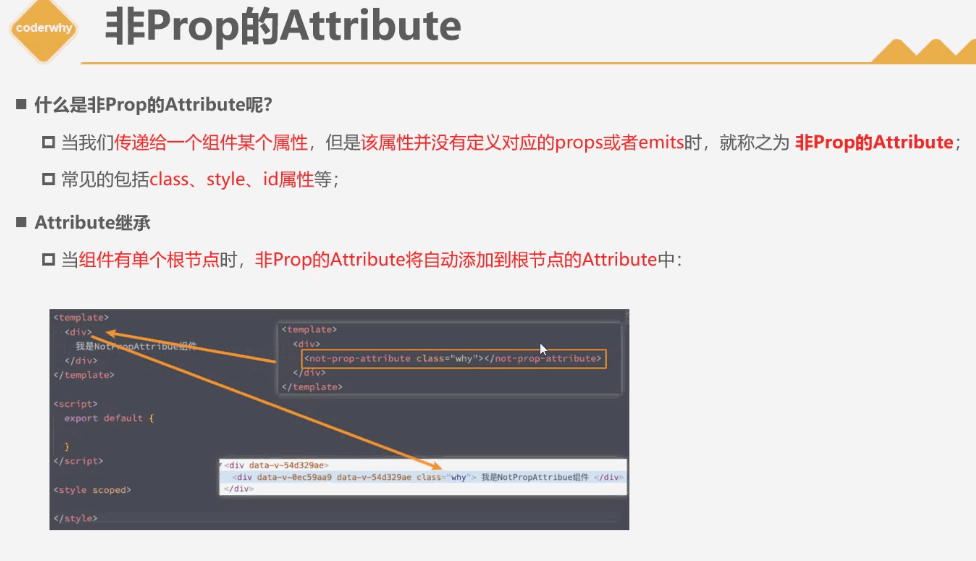 coderwhy
非Prop的Attribute
什么是非Prop的Attribute呢?
当我们传递给一个组件某个属性，但是该属性并没有定义对应的props或者emits时，就称之为 非Prop的Attribute；
常见的包括class、style、id属性等；
Attribute继承
当组件有单个根节点时，非Prop的Attribute将自动添加到根节点的Attribute中：
<template>
<div>
我是NotPropAttribue组件
</div>
</template>
<script>
export default {
}
</script>
<style scoped>
</style>
<template>
<div>
<not-prop-attribute class="why"></not-prop-attribute>
</div>
</template>
<div data-v-54d329ae>
<div data-v-0ec59aa9 data-v-54d329ae class="why"> 我是NotPropAttribue组件 </div>
</div>